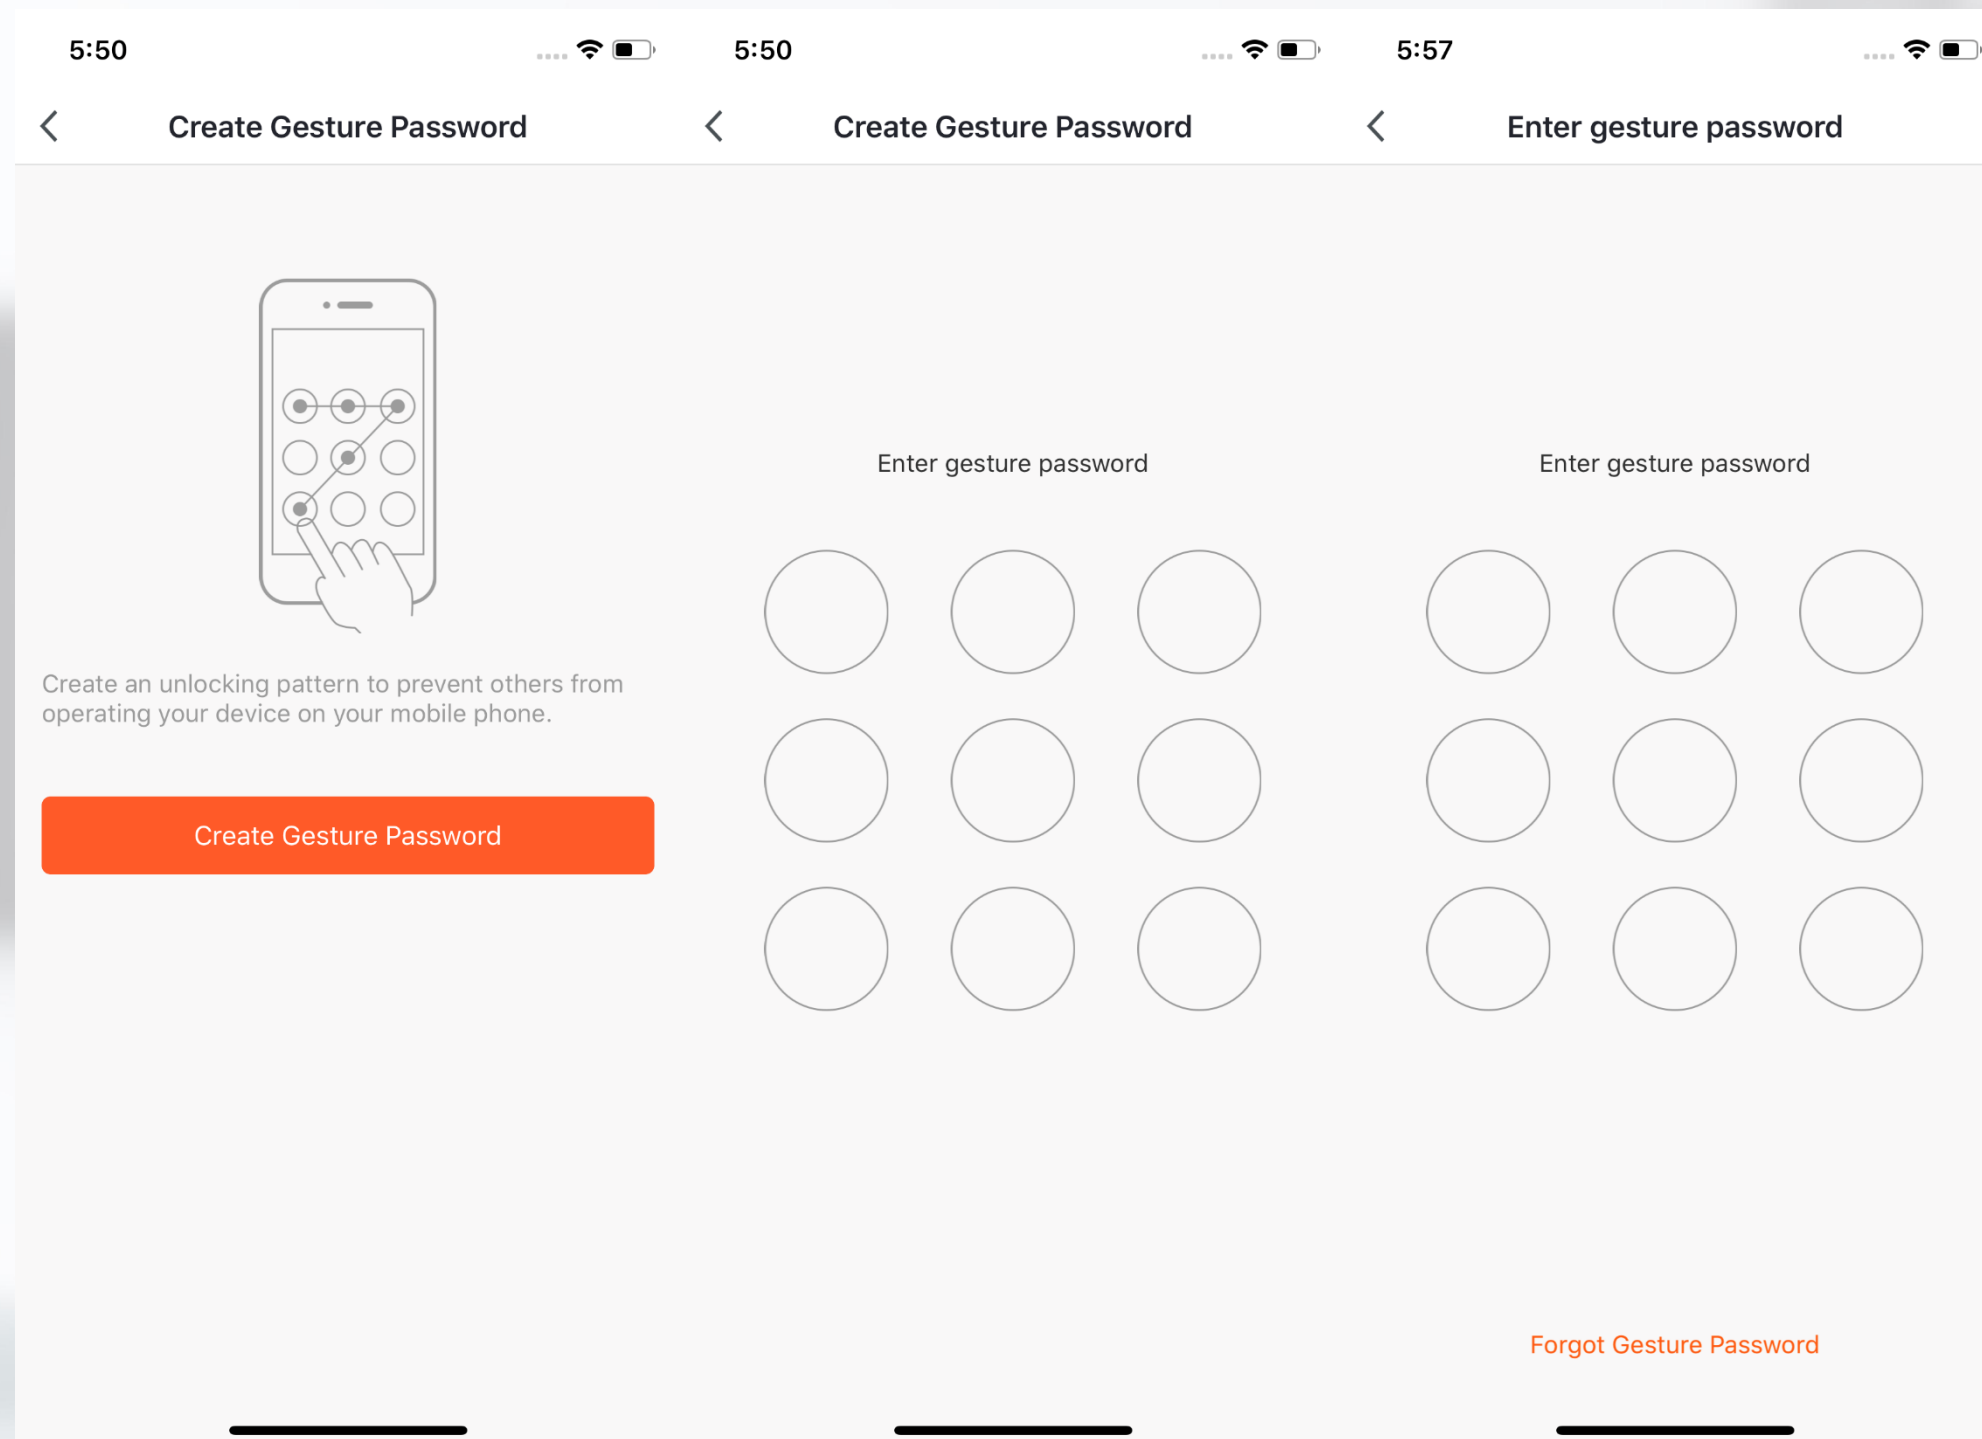 5:50
Create Gesture Password
Create an unlocking pattern to prevent others from
operating your device on your mobile phone.
Create Gesture Password
5:50
Create Gesture Password
Enter gesture password
5:57
Enter gesture password
Enter gesture password
Forgot Gesture Password